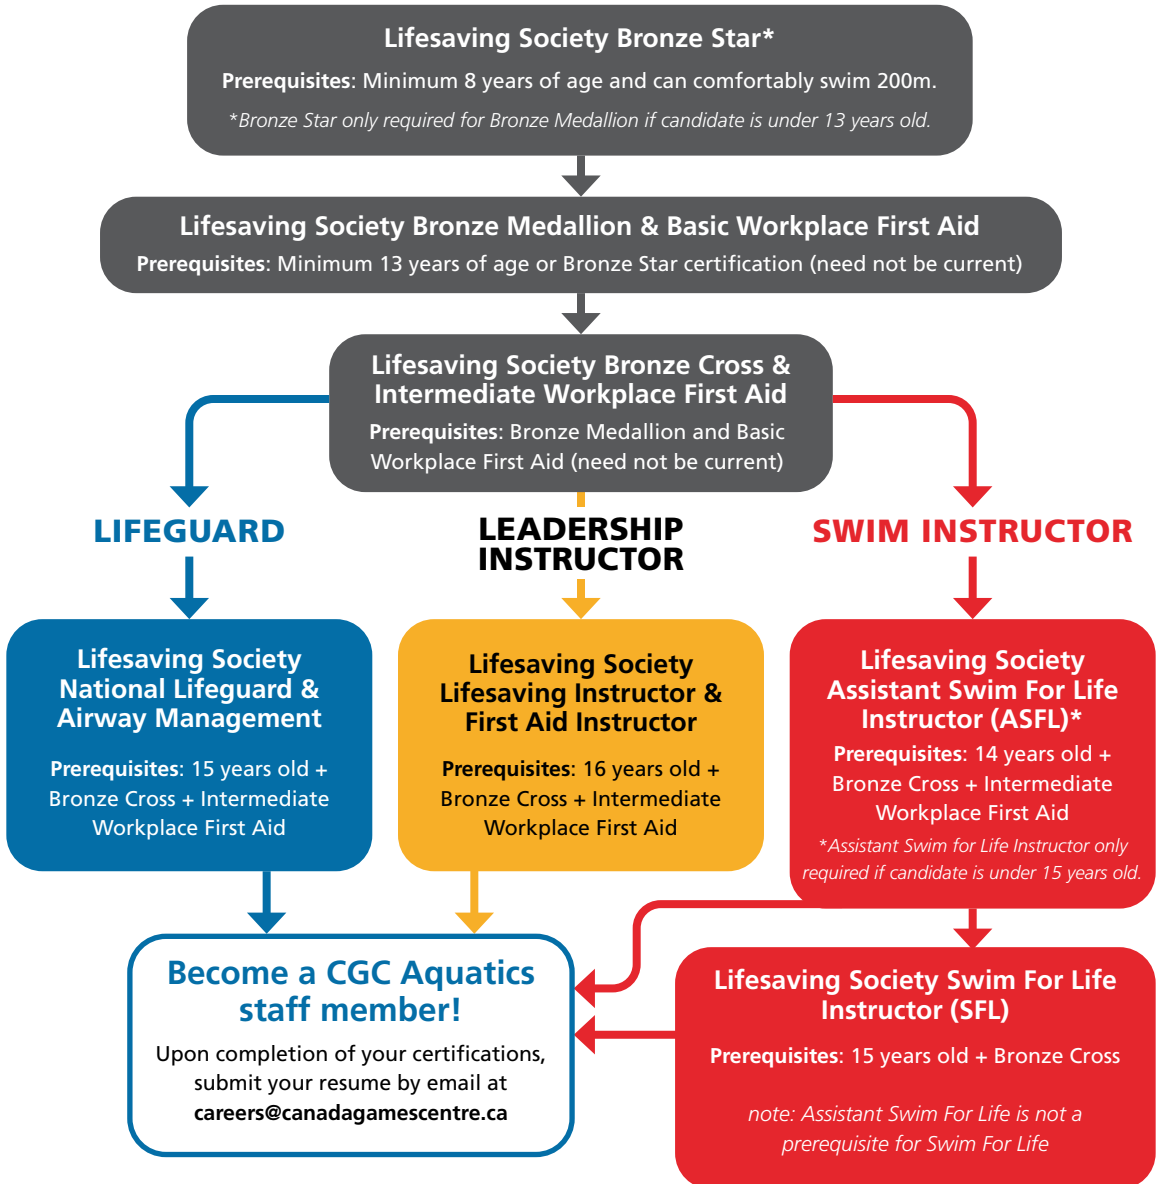 Lifesaving Society Bronze Star*
Prerequisites: Minimum 8 years of age and can comfortably swim 200m.
*Bronze Star only required for Bronze Medallion if candidate is under 13 years old.
Lifesaving Society Bronze Medallion & Basic Workplace First Aid
Prerequisites: Minimum 13 years of age or Bronze Star certification (need not be current)
Lifesaving Society Bronze Cross &
Intermediate Workplace First Aid
Prerequisites: Bronze Medallion and Basic
Workplace First Aid (need not be current)
LIFEGUARD
LEADERSHIP
INSTRUCTOR
SWIM INSTRUCTOR
Lifesaving Society
National Lifeguard &
Airway Management
Prerequisites: 15 years old +
Bronze Cross + Intermediate
Workplace First Aid
Lifesaving Society
Lifesaving Instructor &
First Aid Instructor
Prerequisites: 16 years old +
Bronze Cross + Intermediate
Workplace First Aid
Lifesaving Society
Assistant Swim For Life
Instructor (ASFL)*
Prerequisites: 14 years old +
Bronze Cross + Intermediate
Workplace First Aid
*Assistant Swim for Life Instructor only
required if candidate is under 15 years old.
Become a CGC Aquatics
staff member!
Upon completion of your certifications,
submit your resume by email at
careers@canadagamescentre.ca
Lifesaving Society Swim For Life
Instructor (SFL)
Prerequisites: 15 years old + Bronze Cross
note: Assistant Swim For Life is not a
prerequisite for Swim For Life